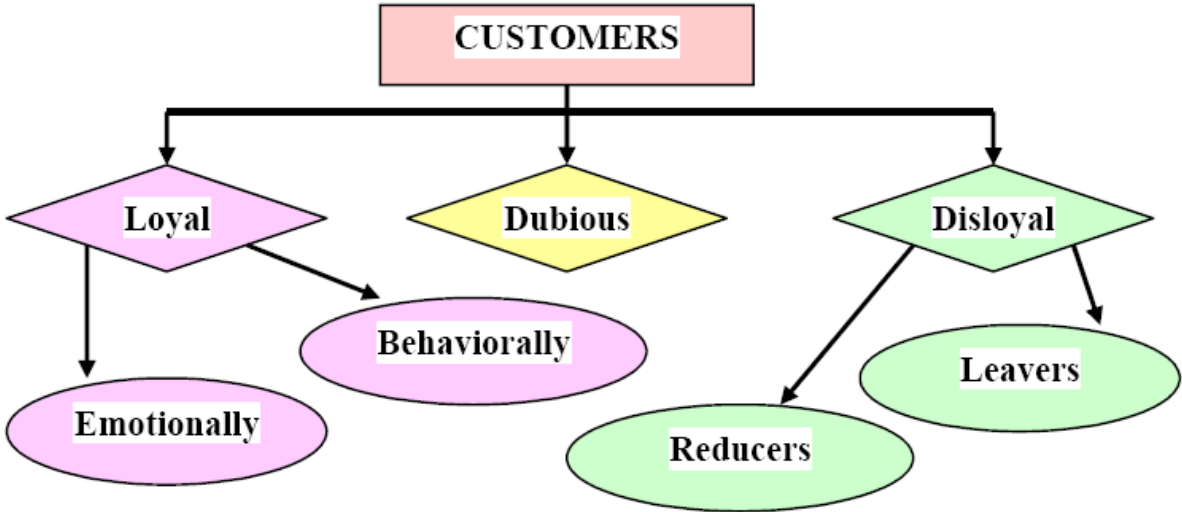 CUSTOMERS
Loyal
Dubious
Disloyal
Behaviorally
Leavers
Emotionally
Reducers